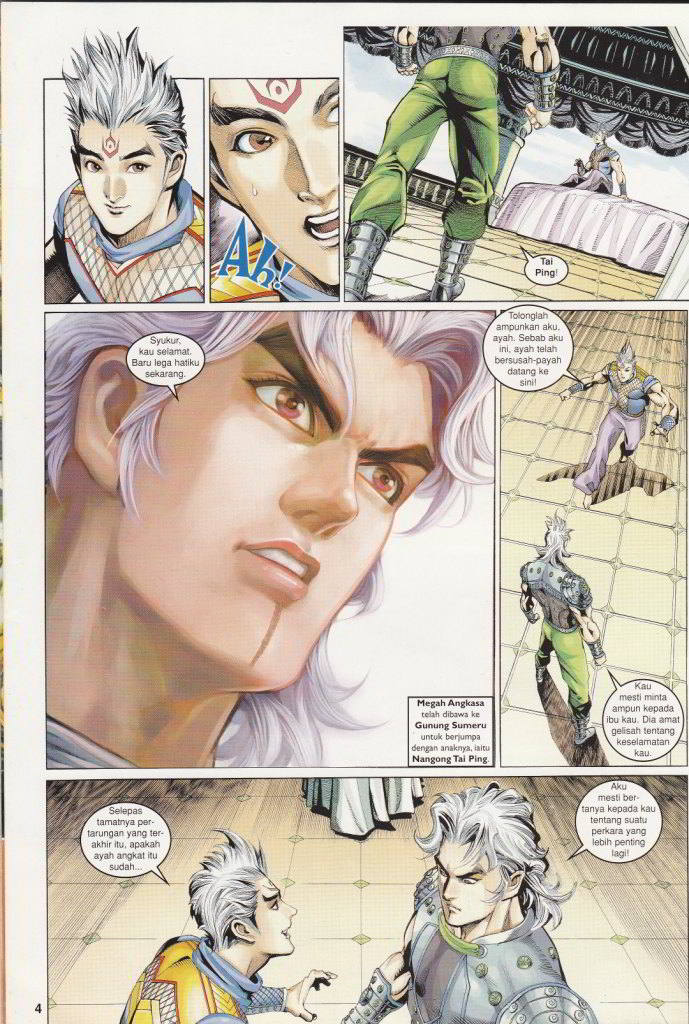 Ah!
Tai
Ping!
Syukur,
kau selamat.
Baru lega hatiku
sekarang.
Tolonglah
ampunkan aku,
ayah. Sebab aku
ini, ayah telah
bersusah-payah
datang ke
sini!
Megah Angkasa
telah dibawa ke
Gunung Sumeru
untuk berjumpa
dengan anaknya, iaitu
Nangong Tai Ping.
Kau
mesti minta
ampun kepada
ibu kau. Dia amat
gelisah tentang
keselamatan
kau.
Selepas
tamatnya per-
tarungan yang ter-
akhir itu, apakah
ayah angkat itu
sudah...
Aku
mesti ber-
tanya kepada kau
tentang suatu
perkara yang
lebih penting
lagi!
4